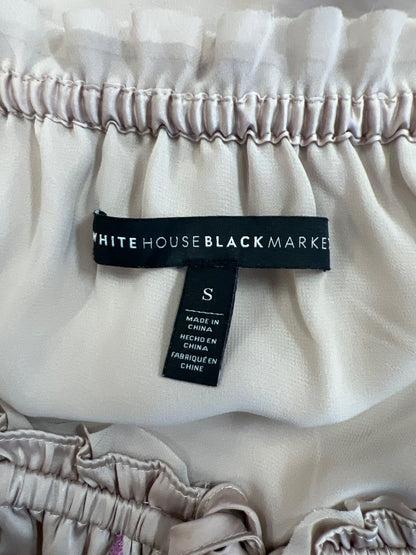 WHITE HOUSE BLACK MARKET
S
MADE IN
CHINA
HECHO EN
CHINA
FABRIQUÉ EN
CHINE